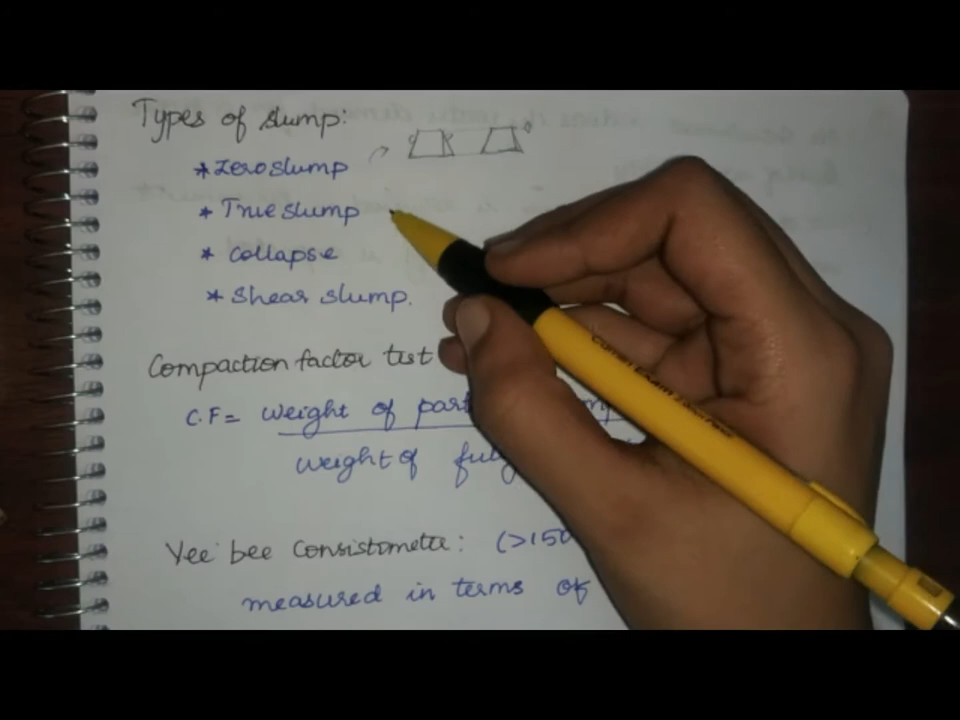 Types of slump:
* Zero slump
* True slump
* collapse
* Shear slump.
Compaction factor test
C.F = weight of
weight of
Vee bee Consistometer: (>150
measured in terms of